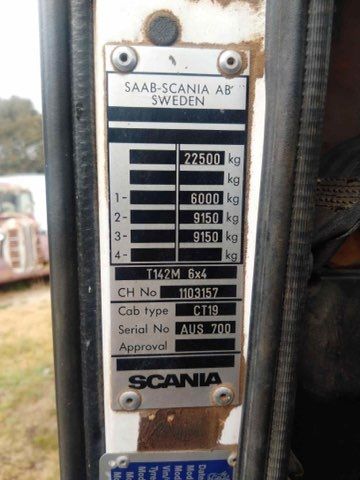 SAAB-SCANIA AB
SWEDEN
22500 kg
kg
1- 6000 kg
2- 9150 kg
3- 9150 kg
4- kg
T142M 6x4
CH No 1103157
Cab type CT19
Serial No AUS 700
Approval
SCANIA